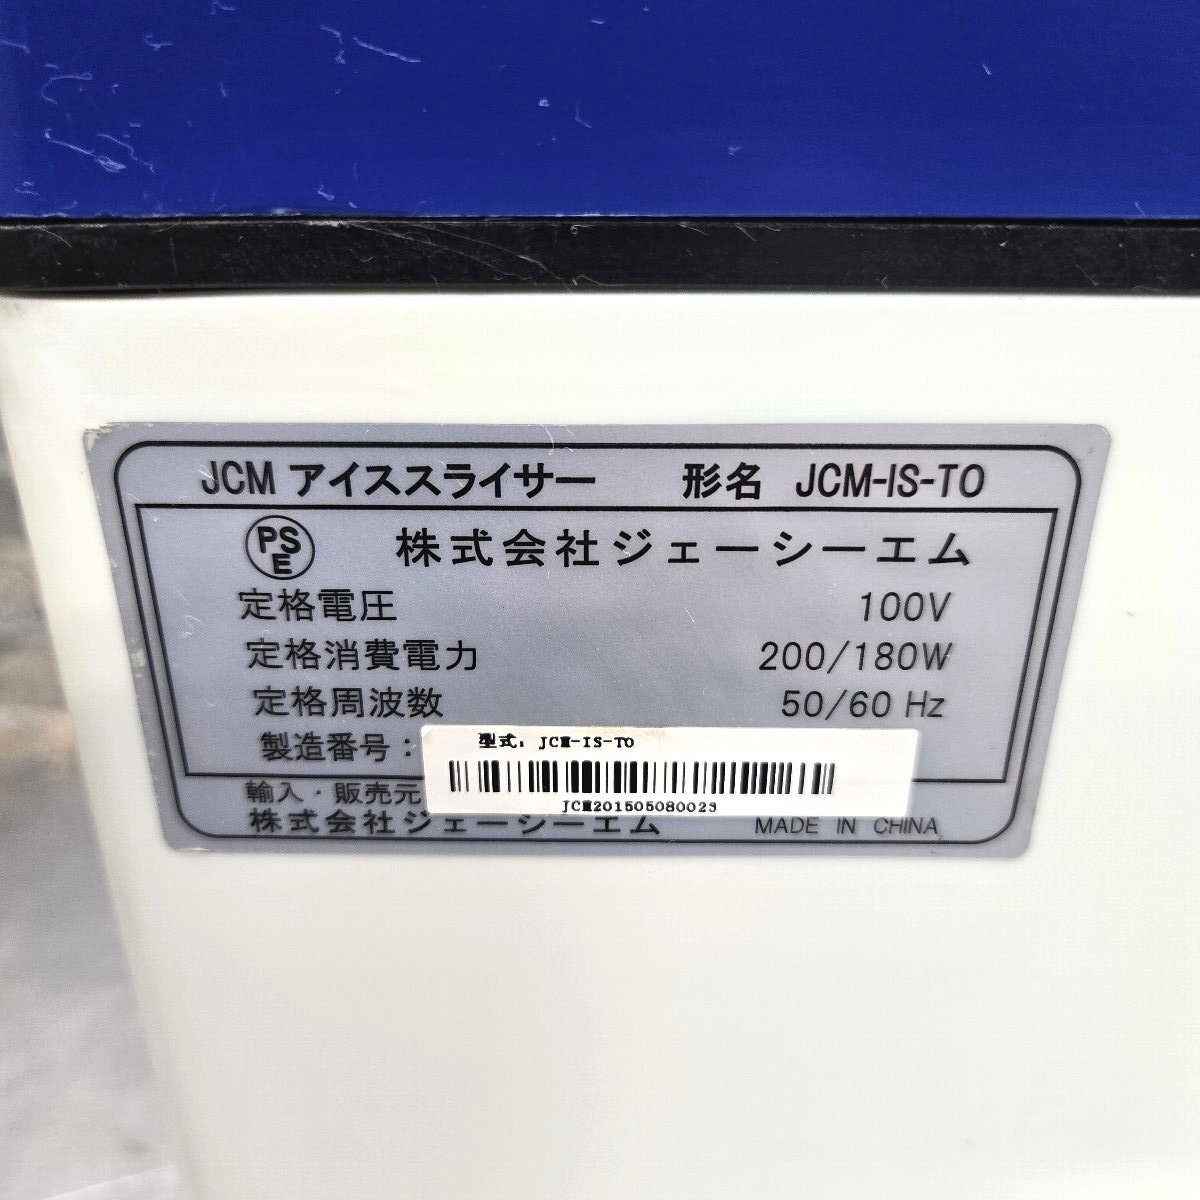 JCM アイススライサー 形名 JCM-IS-TO
PSE 株式会社ジェーシーエム
定格電圧 100V
定格消費電力 200/180W
定格周波数 50/60 Hz
製造番号:
型式: JCM-IS-TO
JCM201505080023
輸入・販売元
株式会社ジェーシーエム MADE IN CHINA